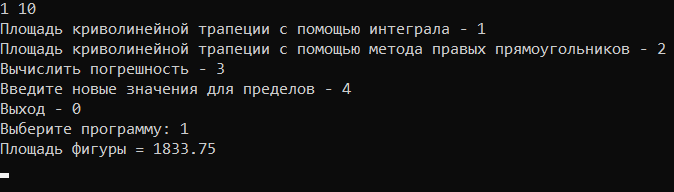 1 10
Площадь криволинейной трапеции с помощью интеграла - 1
Площадь криволинейной трапеции с помощью метода правых прямоугольников - 2
Вычислить погрешность - 3
Введите новые значения для пределов - 4
Выход - 0
Выберите программу: 1
Площадь фигуры = 1833.75